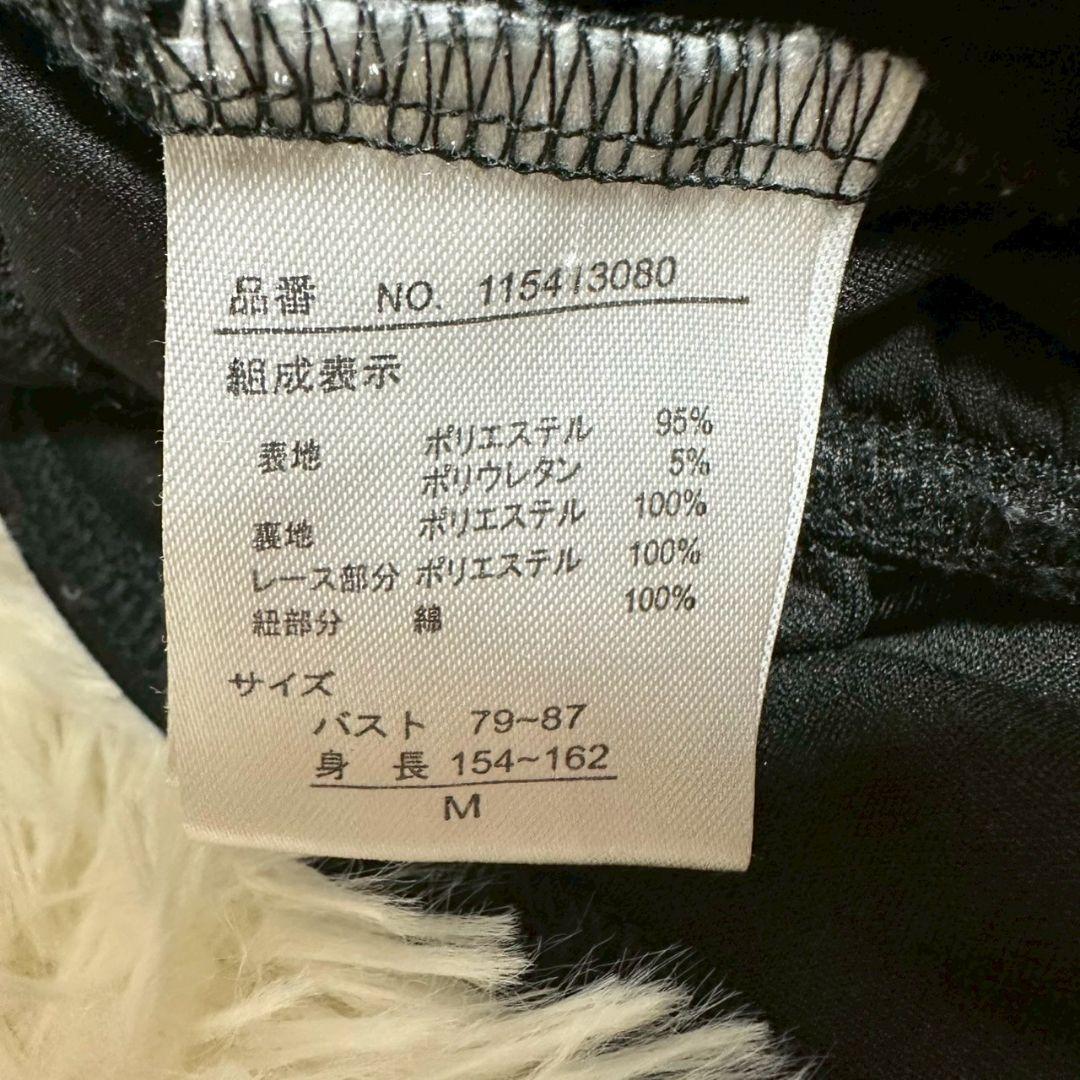 品番 NO. 115413080
組成表示
表地 ポリエステル 95%
ポリウレタン 5%
裏地 ポリエステル 100%
レース部分 ポリエステル 100%
紐部分 綿 100%
サイズ
バスト 79~87
身 長 154~162
M